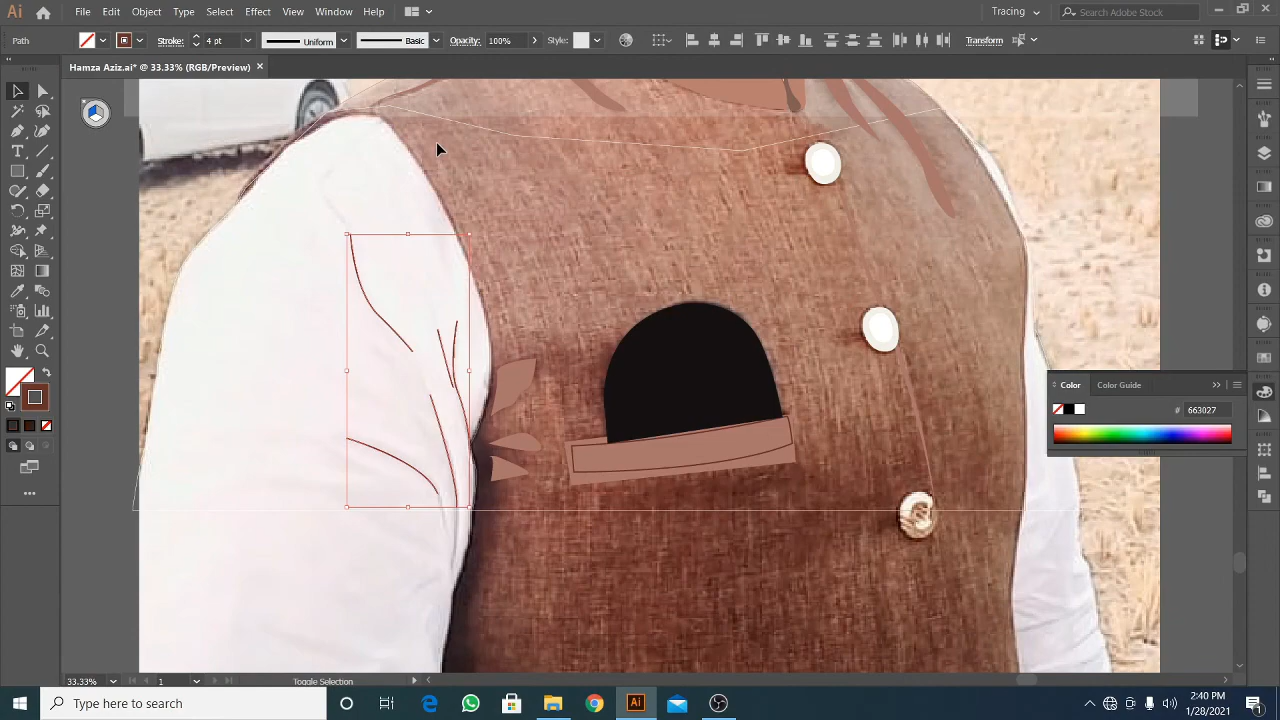 Ai File Edit Object Type Select Effect View Window Help Tracing Search Adobe Stock
Path Stroke: 4 pt Uniform Basic Opacity: 100% Style: Transform
Hamza Aziz.ai* @ 33.33% (RGB/Preview)
Color Color Guide
# 663027
33.33% 1 Toggle Selection
Type here to search Ai 2:40 PM
1/28/2021